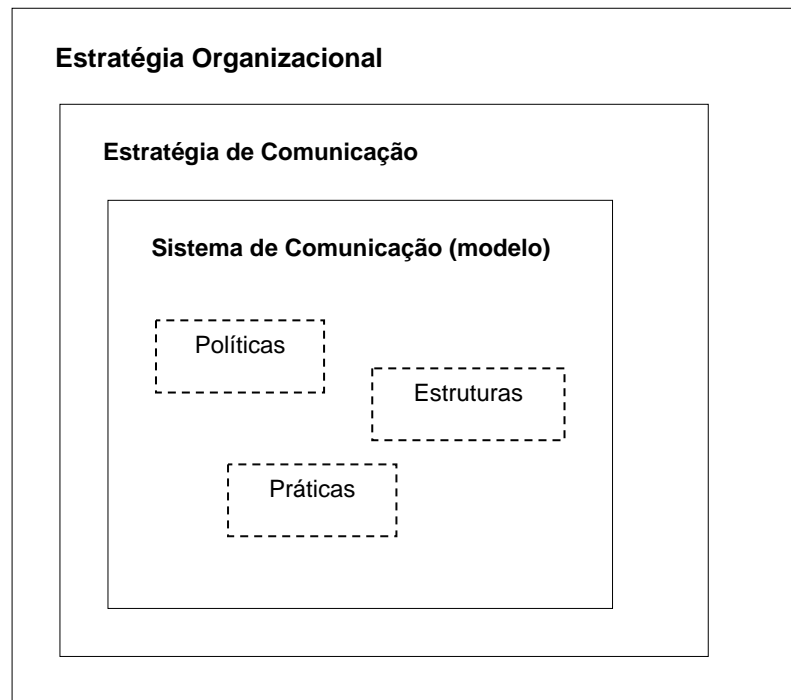 Estratégia Organizacional
Estratégia de Comunicação
Sistema de Comunicação (modelo)
Políticas
Estruturas
Práticas